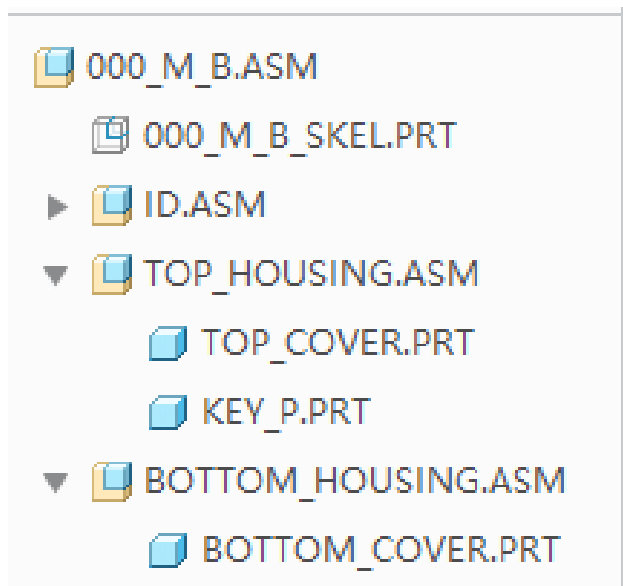 000_M_B.ASM
000_M_B_SKEL.PRT
ID.ASM
TOP_HOUSING.ASM
TOP_COVER.PRT
KEY_P.PRT
BOTTOM_HOUSING.ASM
BOTTOM_COVER.PRT